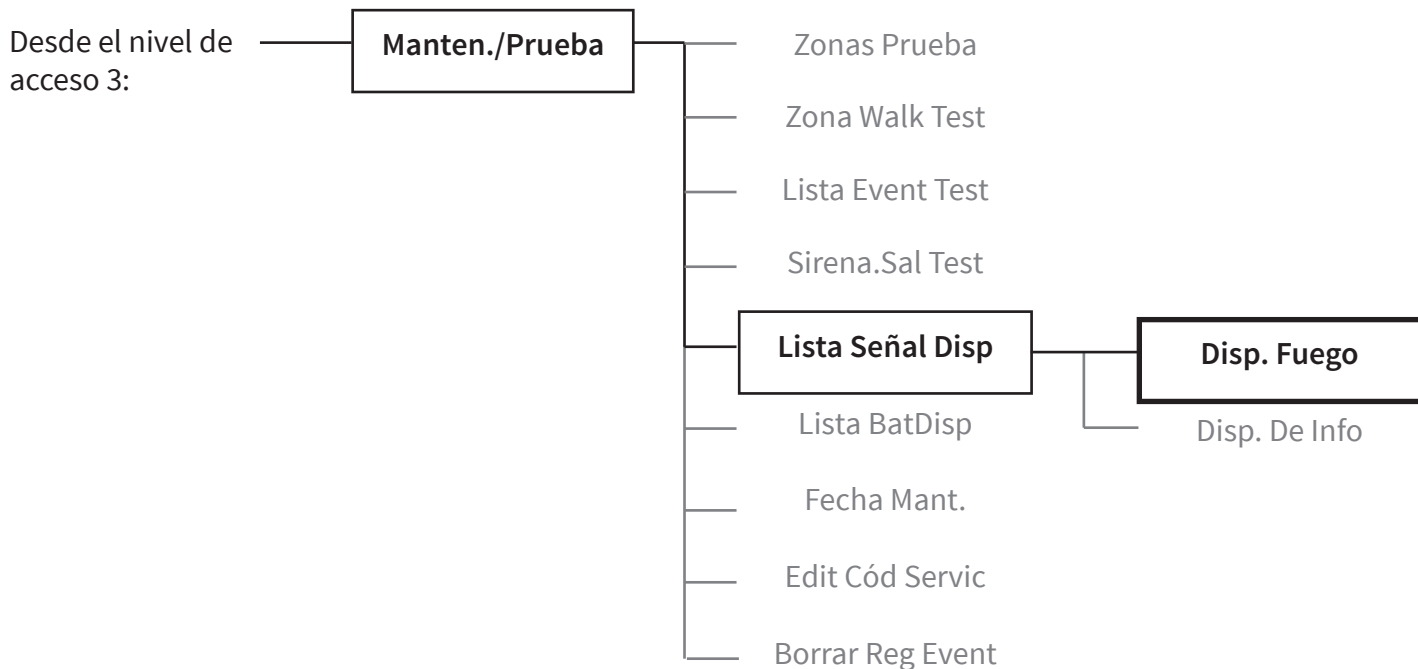 Desde el nivel de
acceso 3:
Manten./Prueba
Zonas Prueba
Zona Walk Test
Lista Event Test
Sirena.Sal Test
Lista Señal Disp
Disp. Fuego
Lista BatDisp
Disp. De Info
Fecha Mant.
Edit Cód Servic
Borrar Reg Event